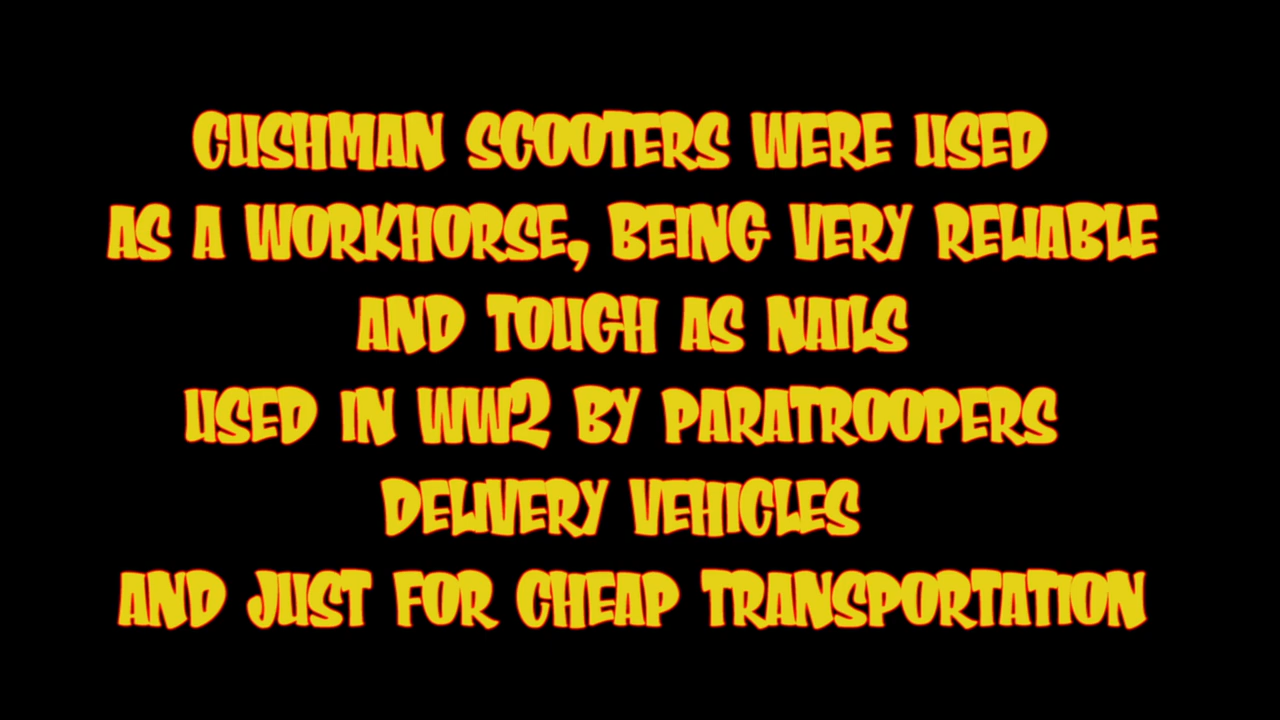 CUSHMAN SCOOTERS WERE USED
AS A WORKHORSE, BEING VERY RELIABLE
AND TOUGH AS NAILS
USED IN WW2 BY PARATROOPERS
DELIVERY VEHICLES
AND JUST FOR CHEAP TRANSPORTATION